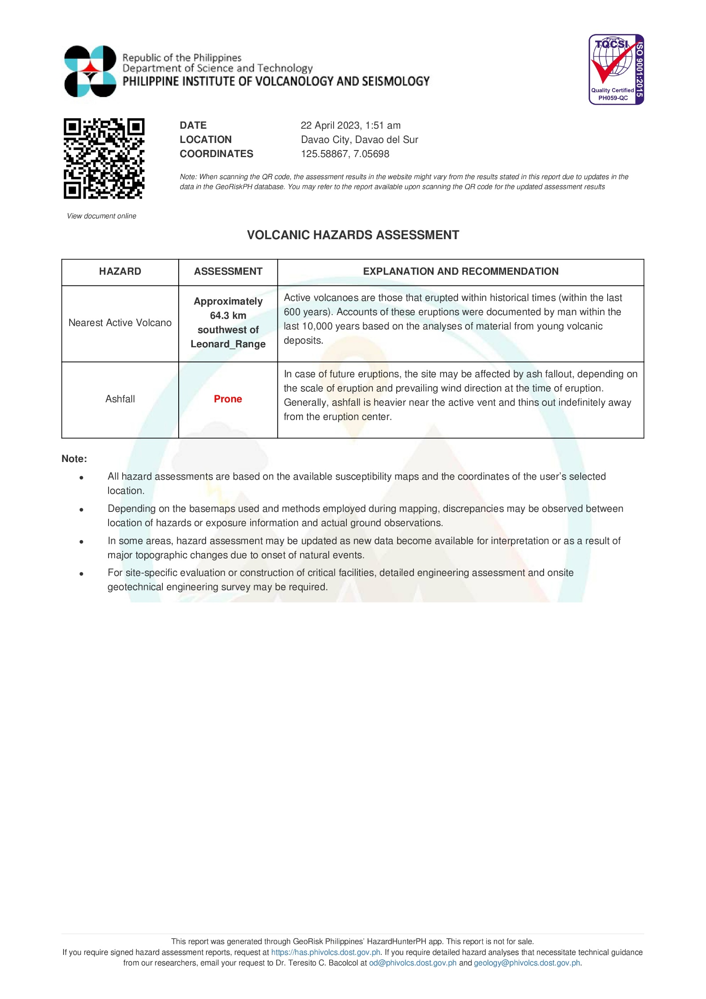 Republic of the Philippines
Department of Science and Technology
PHILIPPINE INSTITUTE OF VOLCANOLOGY AND SEISMOLOGY
TQCSI
ISO 9001:2015
Quality Certified
PH059-QC
DATE 22 April 2023, 1:51 am
LOCATION Davao City, Davao del Sur
COORDINATES 125.58867, 7.05698
Note: When scanning the QR code, the assessment results in the website might vary from the results stated in this report due to updates in the
data in the GeoRiskPH database. You may refer to the report available upon scanning the QR code for the updated assessment results
View document online
VOLCANIC HAZARDS ASSESSMENT
HAZARD ASSESSMENT EXPLANATION AND RECOMMENDATION
Nearest Active Volcano
Approximately
64.3 km
southwest of
Leonard_Range
Active volcanoes are those that erupted within historical times (within the last
600 years). Accounts of these eruptions were documented by man within the
last 10,000 years based on the analyses of material from young volcanic
deposits.
Ashfall
Prone
In case of future eruptions, the site may be affected by ash fallout, depending on
the scale of eruption and prevailing wind direction at the time of eruption.
Generally, ashfall is heavier near the active vent and thins out indefinitely away
from the eruption center.
Note:
● All hazard assessments are based on the available susceptibility maps and the coordinates of the user’s selected
location.
● Depending on the basemaps used and methods employed during mapping, discrepancies may be observed between
location of hazards or exposure information and actual ground observations.
● In some areas, hazard assessment may be updated as new data become available for interpretation or as a result of
major topographic changes due to onset of natural events.
● For site-specific evaluation or construction of critical facilities, detailed engineering assessment and onsite
geotechnical engineering survey may be required.
This report was generated through GeoRisk Philippines’ HazardHunterPH app. This report is not for sale.
If you require signed hazard assessment reports, request at https://has.phivolcs.dost.gov.ph. If you require detailed hazard analyses that necessitate technical guidance
from our researchers, email your request to Dr. Teresito C. Bacolcol at od@phivolcs.dost.gov.ph and geology@phivolcs.dost.gov.ph.